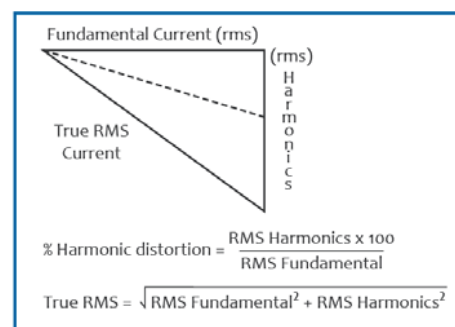 Fundamental Current (rms)
(rms)
Harmonics
True RMS
Current
% Harmonic distortion = RMS Harmonics x 100
RMS Fundamental
True RMS = √RMS Fundamental² + RMS Harmonics²